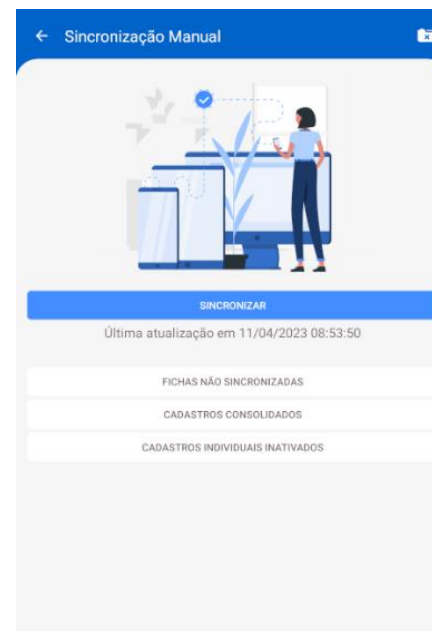 Sincronização Manual
SINCRONIZAR
Última atualização em 11/04/2023 08:53:50
FICHAS NÃO SINCRONIZADAS
CADASTROS CONSOLIDADOS
CADASTROS INDIVIDUAIS INATIVADOS